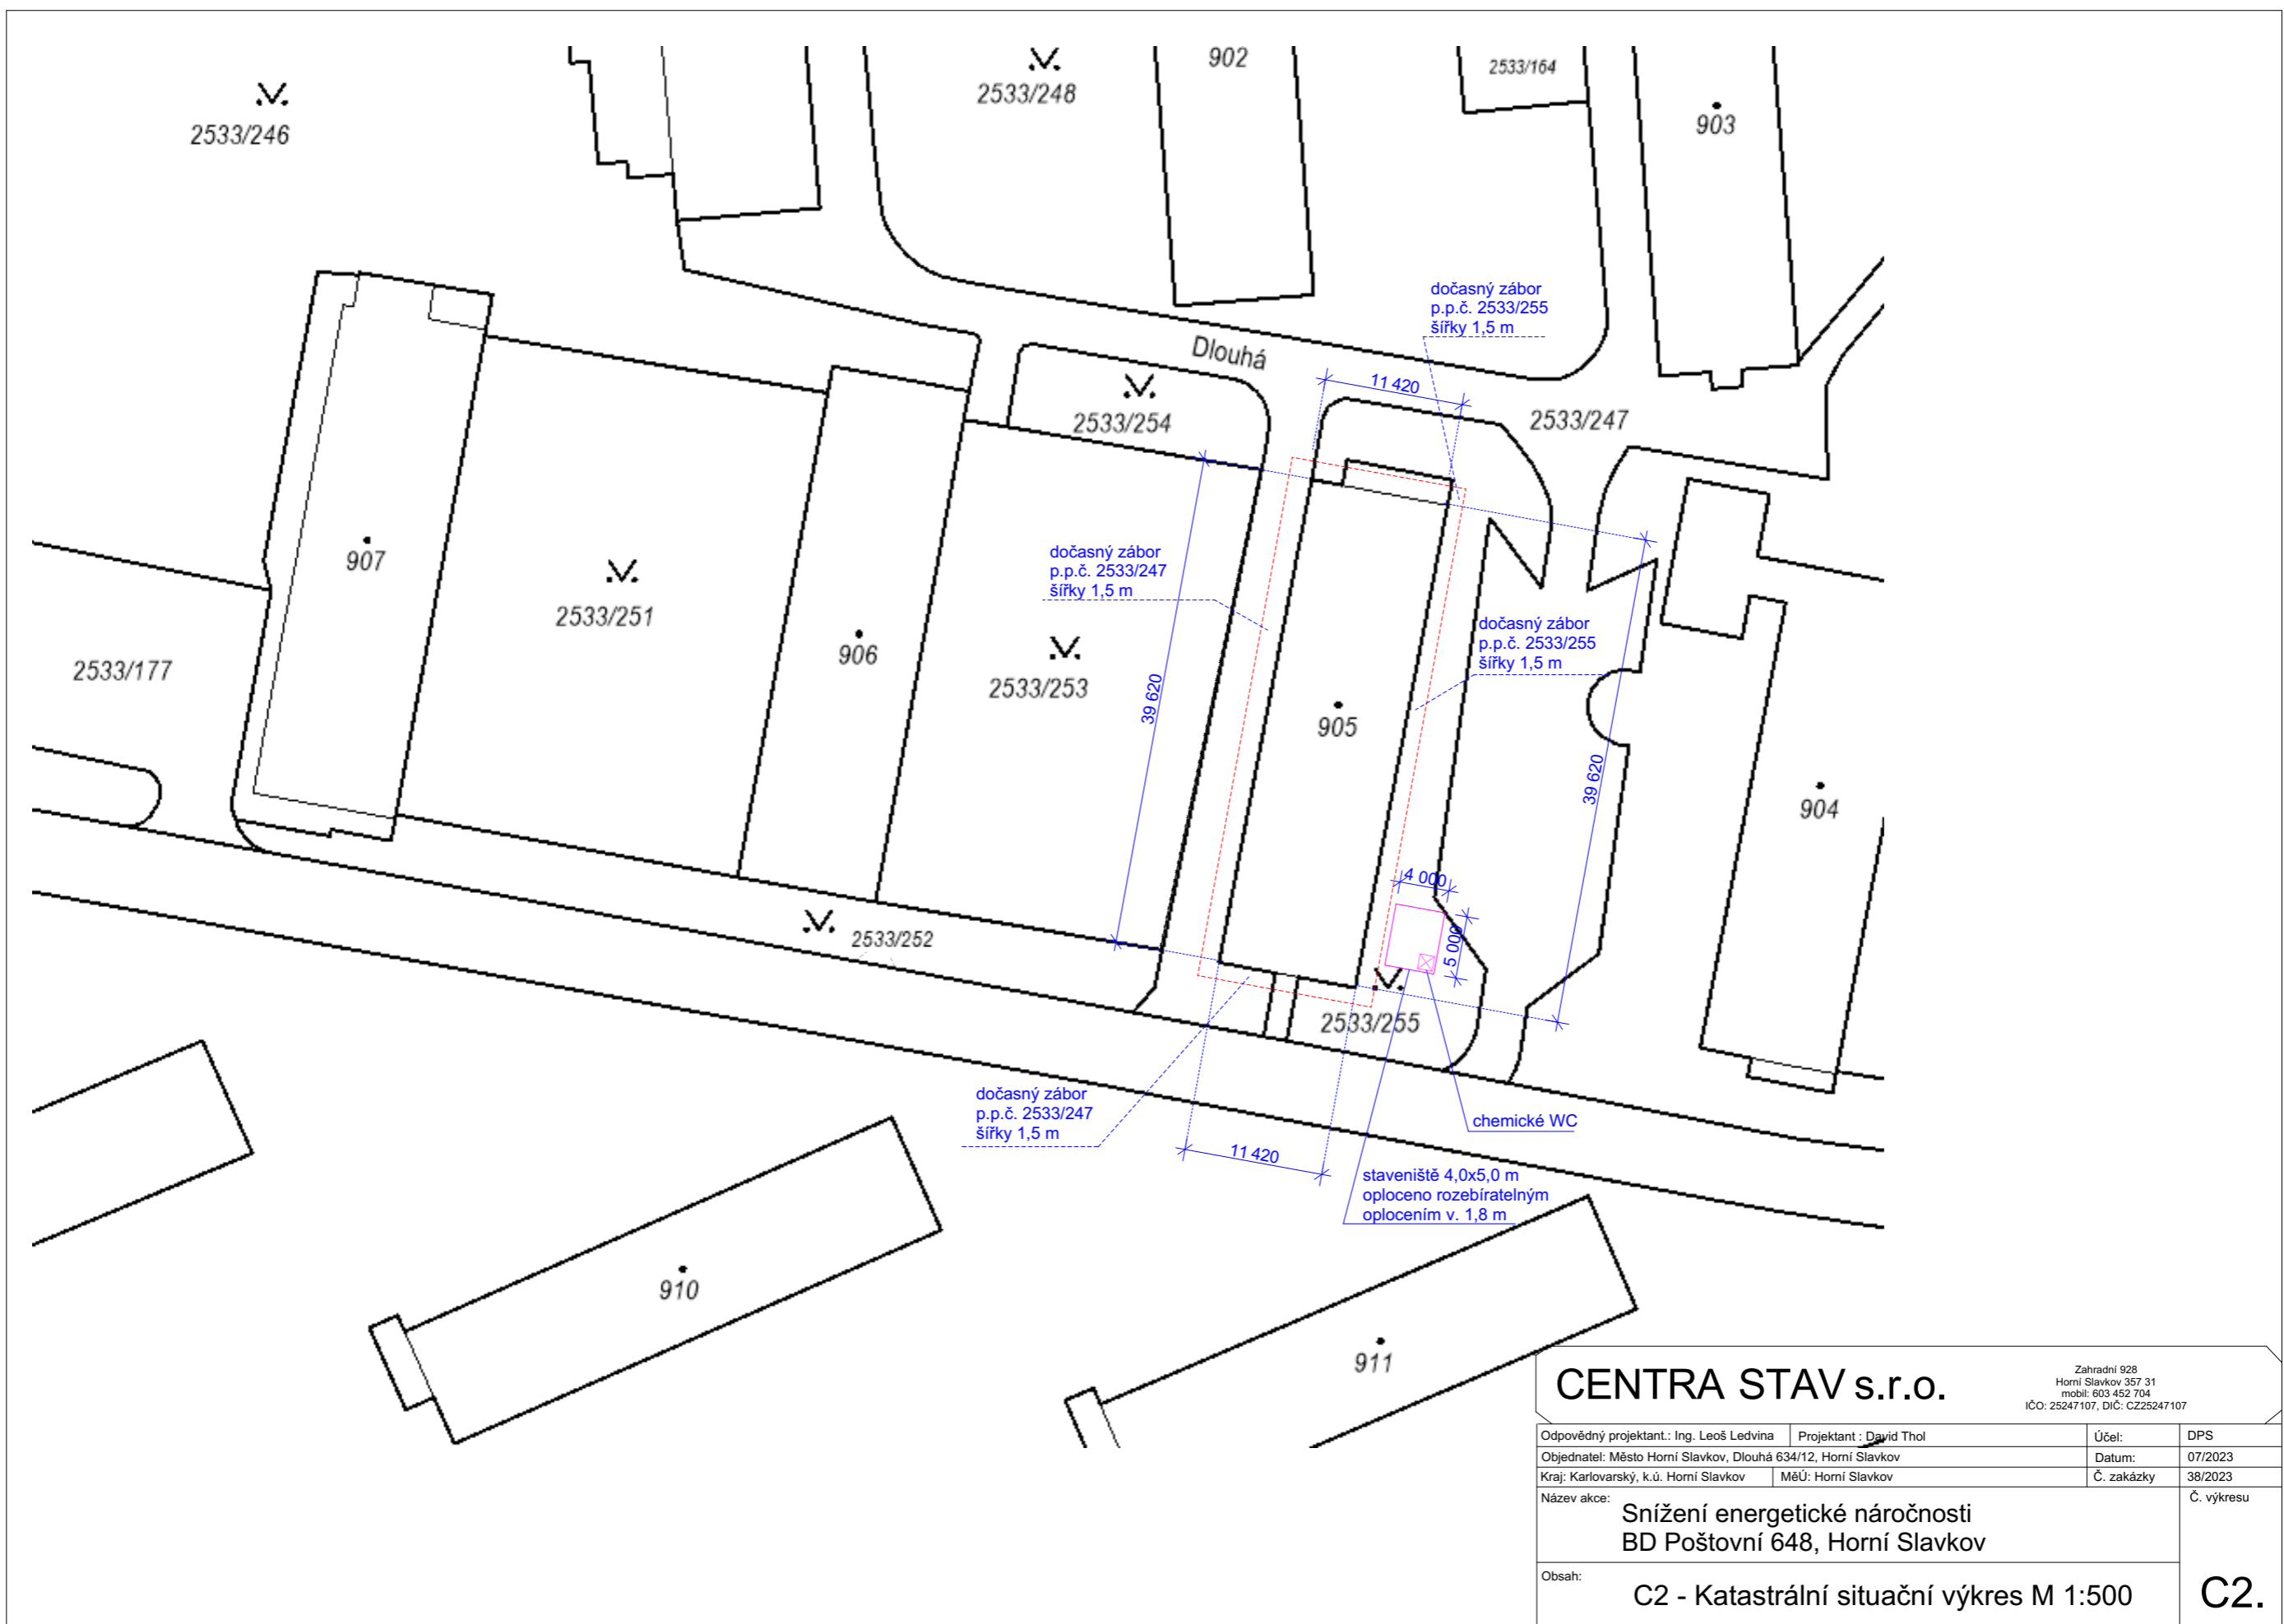 902
2533/164
2533/248
903
2533/246
dočasný zábor
p.p.č. 2533/255
šířky 1,5 m
Dlouhá
11 420
2533/254
2533/247
907
dočasný zábor
p.p.č. 2533/247
šířky 1,5 m
2533/251
906
dočasný zábor
p.p.č. 2533/255
šířky 1,5 m
2533/177
2533/253
39 620
905
39 620
904
4 000
5 000
2533/252
2533/255
dočasný zábor
p.p.č. 2533/247
šířky 1,5 m
chemické WC
11 420
staveniště 4,0x5,0 m
oploceno rozebíratelným
oplocením v. 1,8 m
910
911
CENTRA STAV s.r.o.
Zahradní 928
Horní Slavkov 357 31
mobil: 603 452 704
IČO: 25247107, DIČ: CZ25247107
Odpovědný projektant.: Ing. Leoš Ledvina Projektant : David Thol Účel: DPS
Objednatel: Město Horní Slavkov, Dlouhá 634/12, Horní Slavkov Datum: 07/2023
Kraj: Karlovarský, k.ú. Horní Slavkov MěÚ: Horní Slavkov Č. zakázky 38/2023
Název akce: Č. výkresu
Snížení energetické náročnosti
BD Poštovní 648, Horní Slavkov
Obsah:
C2 - Katastrální situační výkres M 1:500 C2.